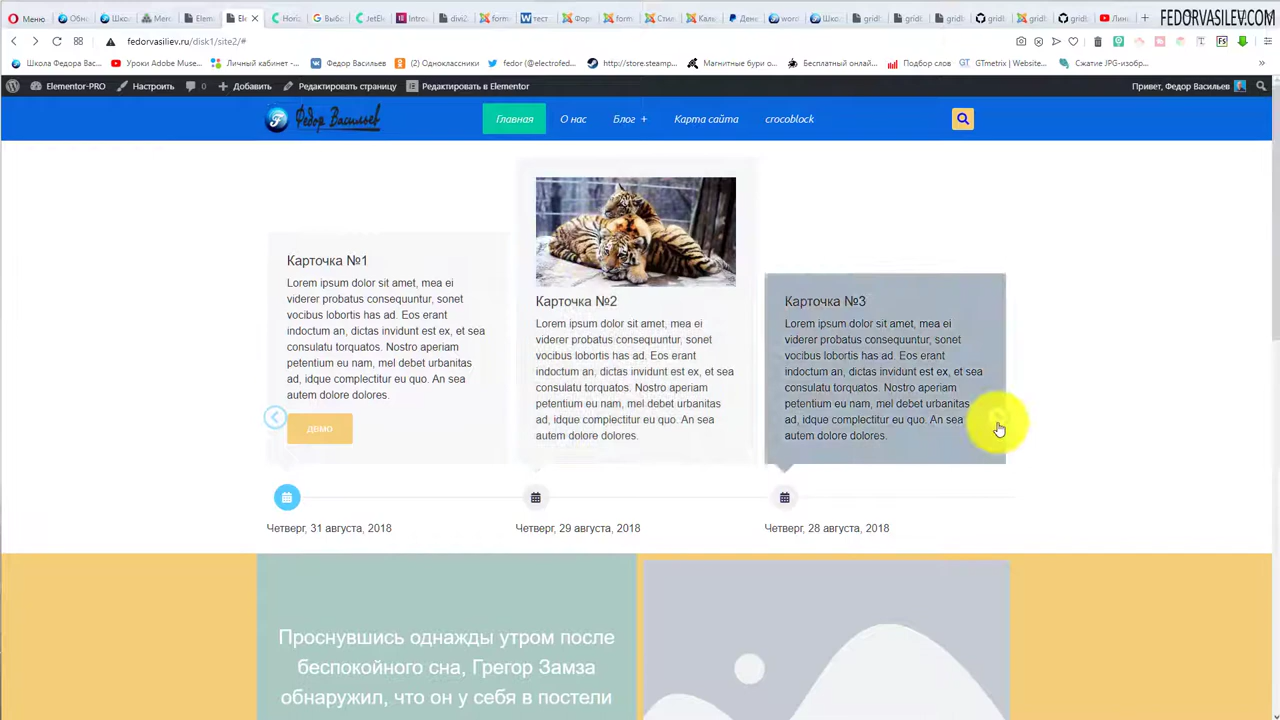 Меню
FEDORVASILEV.COM
fedorvasiliev.ru/disk1/site2/#
Школа Федора Вас...
Уроки Adobe Muse...
Личный кабинет -...
Федор Васильев
(2) Одноклассники
fedor (@electrofed...
http://store.steamp...
Магнитные бури о...
Бесплатный онлай...
Подбор слов
GTmetrix | Website...
Сжатие JPG-изобр...
Elementor-PRO
Настроить
0
Добавить
Редактировать страницу
Редактировать в Elementor
Привет, Федор Васильев
Федор Васильев
Главная
О нас
Блог +
Карта сайта
crocoblock
Карточка №1
Lorem ipsum dolor sit amet, mea ei
viderer probatus consequuntur, sonet
vocibus lobortis has ad. Eos erant
indoctum an, dictas invidunt est ex, et sea
consulatu torquatos. Nostro aperiam
petentium eu nam, mel debet urbanitas
ad, idque complectitur eu quo. An sea
autem dolore dolores.
ДЕМО
Карточка №2
Lorem ipsum dolor sit amet, mea ei
viderer probatus consequuntur, sonet
vocibus lobortis has ad. Eos erant
indoctum an, dictas invidunt est ex, et sea
consulatu torquatos. Nostro aperiam
petentium eu nam, mel debet urbanitas
ad, idque complectitur eu quo. An sea
autem dolore dolores.
Карточка №3
Lorem ipsum dolor sit amet, mea ei
viderer probatus consequuntur, sonet
vocibus lobortis has ad. Eos erant
indoctum an, dictas invidunt est ex, et sea
consulatu torquatos. Nostro aperiam
petentium eu nam, mel debet urbanitas
ad, idque complectitur eu quo. An sea
autem dolore dolores.
Четверг, 31 августа, 2018
Четверг, 29 августа, 2018
Четверг, 28 августа, 2018
Проснувшись однажды утром после
беспокойного сна, Грегор Замза
обнаружил, что он у себя в постели